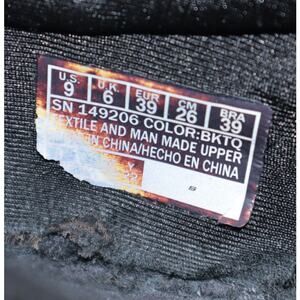 U.S. U.K. EUR CM BRA
9 6 39 26 39
SN 149206 COLOR:BKTQ
TEXTILE AND MAN MADE UPPER
IN CHINA/HECHO EN CHINA